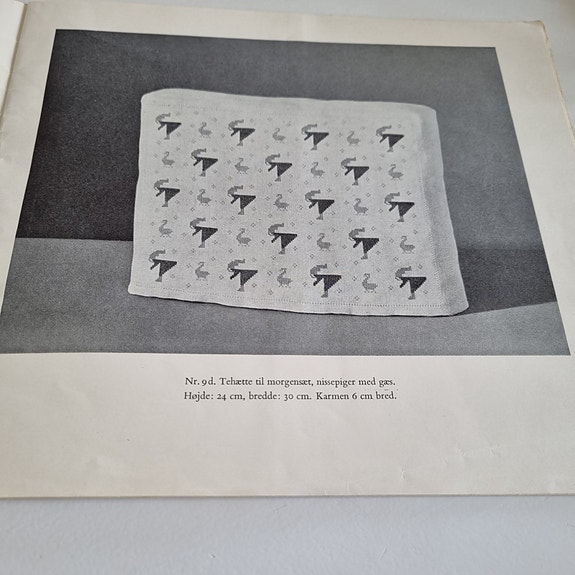 Nr. 9d. Tehætte til morgensæt, nissepiger med gæs.
Højde: 24 cm, bredde: 30 cm. Karmen 6 cm bred.